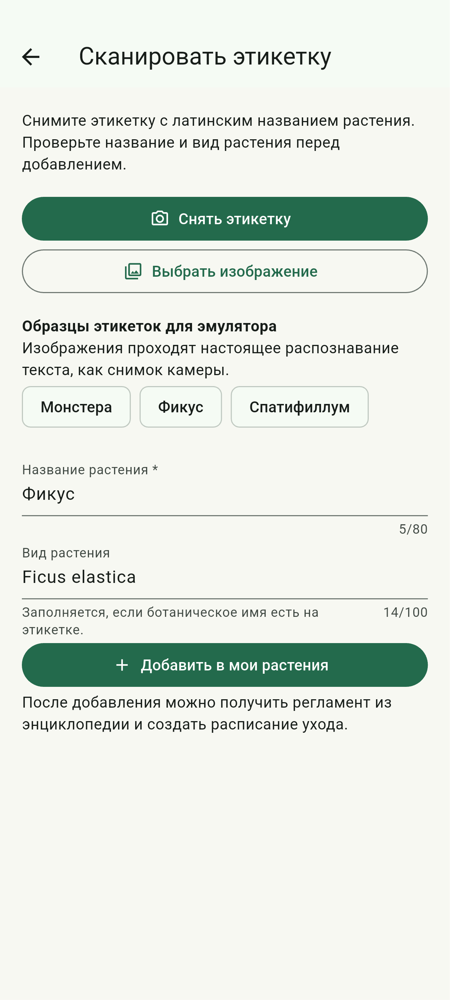 Сканировать этикетку
Снимите этикетку с латинским названием растения.
Проверьте название и вид растения перед
добавлением.
Снять этикетку
Выбрать изображение
Образцы этикеток для эмулятора
Изображения проходят настоящее распознавание
текста, как снимок камеры.
Монстера
Фикус
Спатифиллум
Название растения *
Фикус
5/80
Вид растения
Ficus elastica
Заполняется, если ботаническое имя есть на
этикетке.
14/100
Добавить в мои растения
После добавления можно получить регламент из
энциклопедии и создать расписание ухода.